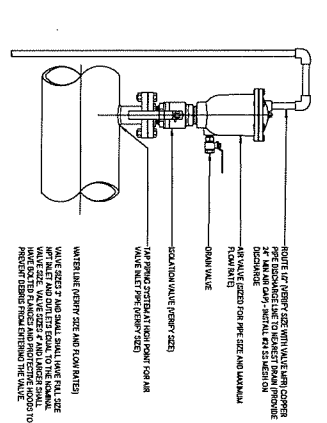 ROUTE 1/2" (VERIFY SIZE WITH VALVE MFR) COPPER
PIPE DISCHARGE LINE TO NEAREST DRAIN (PROVIDE
24" MIN AIR GAP) - INSTALL #24 SS MESH ON
DISCHARGE
AIR VALVE (SIZED FOR PIPE SIZE AND MAXIMUM
FLOW RATE)
DRAIN VALVE
ISOLATION VALVE (VERIFY SIZE)
TAP PIPING SYSTEM AT HIGH POINT FOR AIR
VALVE INLET PIPE (VERIFY SIZE)
WATER LINE (VERIFY SIZE AND FLOW RATES)
VALVE SIZES 3" AND SMALL SHALL HAVE FULL SIZE
NPT INLET AND OUTLETS EQUAL TO THE NOMINAL
VALVE SIZE. VALVE SIZES 4" AND LARGER SHALL
HAVE BOLTED FLANGES AND PROTECTIVE HOODS TO
PREVENT DEBRIS FROM ENTERING THE VALVE.